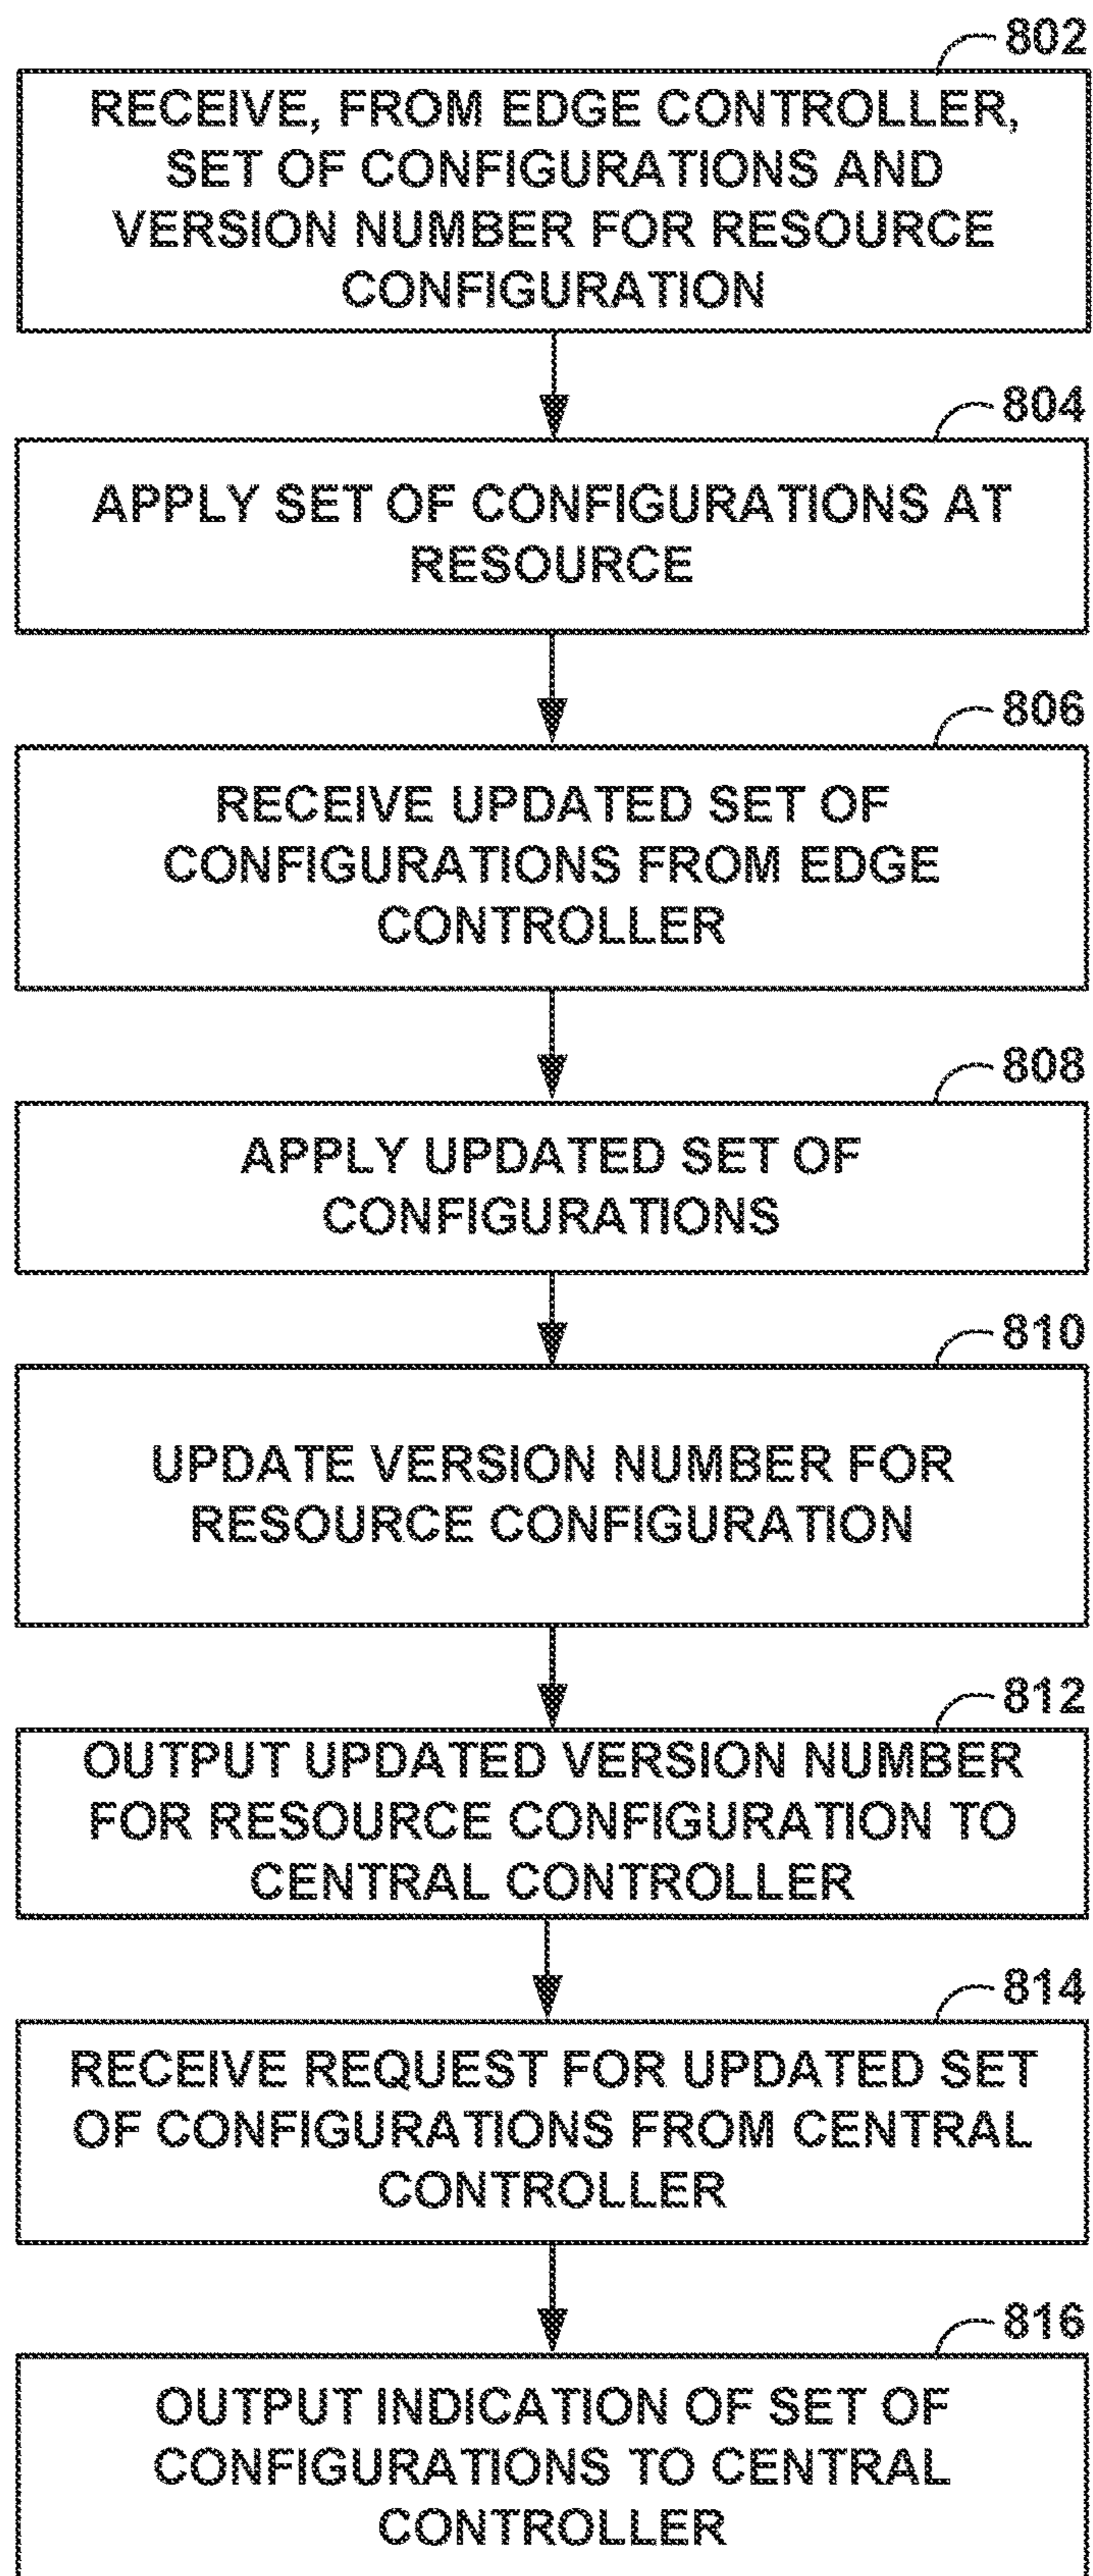 802
RECEIVE, FROM EDGE CONTROLLER,
SET OF CONFIGURATIONS AND
VERSION NUMBER FOR RESOURCE
CONFIGURATION
804
APPLY SET OF CONFIGURATIONS AT
RESOURCE
806
RECEIVE UPDATED SET OF
CONFIGURATIONS FROM EDGE
CONTROLLER
808
APPLY UPDATED SET OF
CONFIGURATIONS
810
UPDATE VERSION NUMBER FOR
RESOURCE CONFIGURATION
812
OUTPUT UPDATED VERSION NUMBER
FOR RESOURCE CONFIGURATION TO
CENTRAL CONTROLLER
814
RECEIVE REQUEST FOR UPDATED SET
OF CONFIGURATIONS FROM CENTRAL
CONTROLLER
816
OUTPUT INDICATION OF SET OF
CONFIGURATIONS TO CENTRAL
CONTROLLER